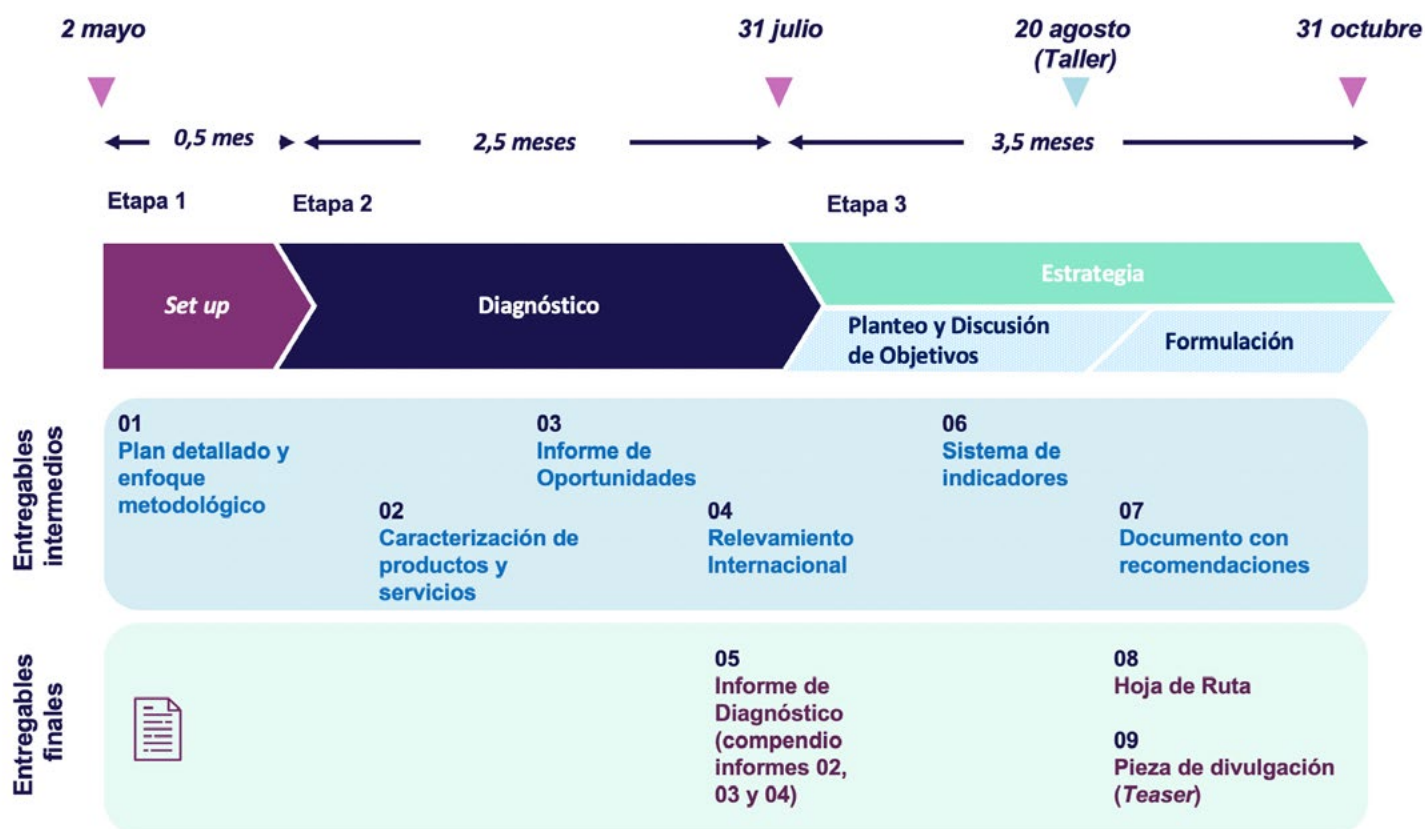 2 mayo
31 julio
20 agosto
(Taller)
31 octubre
0,5 mes
2,5 meses
3,5 meses
Etapa 1
Etapa 2
Etapa 3
Set up
Diagnóstico
Estrategia
Planteo y Discusión
de Objetivos
Formulación
Entregables
intermedios
01
Plan detallado y
enfoque
metodológico
02
Caracterización de
productos y
servicios
03
Informe de
Oportunidades
04
Relevamiento
Internacional
06
Sistema de
indicadores
07
Documento con
recomendaciones
Entregables
finales
05
Informe de
Diagnóstico
(compendio
informes 02,
03 y 04)
08
Hoja de Ruta
09
Pieza de divulgación
(Teaser)